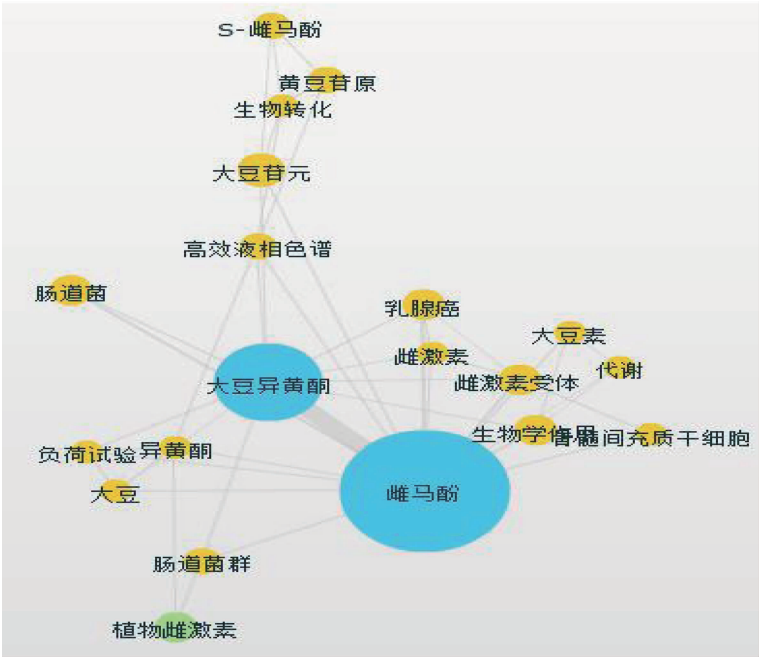 S-雌马酚
黄豆苷原
生物转化
大豆苷元
高效液相色谱
肠道菌
乳腺癌
大豆素
雌激素
代谢
大豆异黄酮
雌激素受体
生物学作用
骨髓间充质干细胞
负荷试验
异黄酮
大豆
雌马酚
肠道菌群
植物雌激素